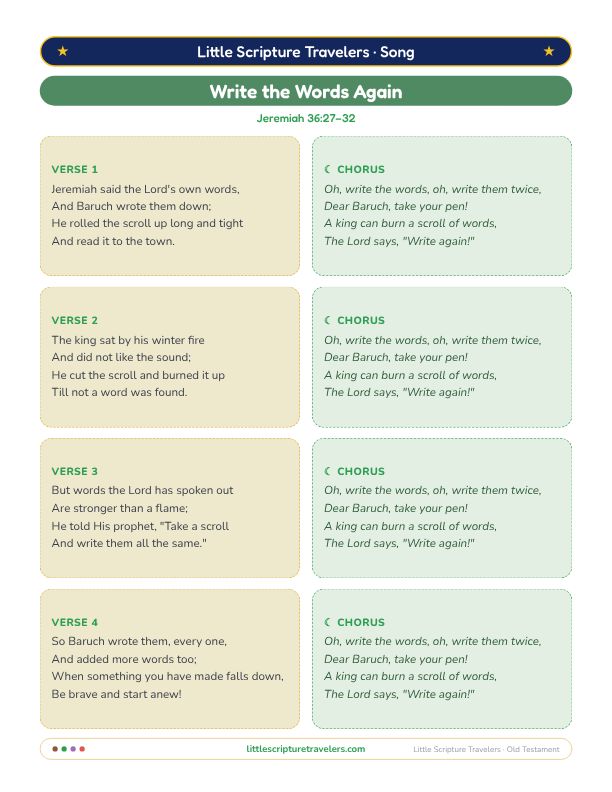 Little Scripture Travelers · Song
Write the Words Again
Jeremiah 36:27–32
VERSE 1
Jeremiah said the Lord's own words,
And Baruch wrote them down;
He rolled the scroll up long and tight
And read it to the town.
CHORUS
Oh, write the words, oh, write them twice,
Dear Baruch, take your pen!
A king can burn a scroll of words,
The Lord says, "Write again!"
VERSE 2
The king sat by his winter fire
And did not like the sound;
He cut the scroll and burned it up
Till not a word was found.
CHORUS
Oh, write the words, oh, write them twice,
Dear Baruch, take your pen!
A king can burn a scroll of words,
The Lord says, "Write again!"
VERSE 3
But words the Lord has spoken out
Are stronger than a flame;
He told His prophet, "Take a scroll
And write them all the same."
CHORUS
Oh, write the words, oh, write them twice,
Dear Baruch, take your pen!
A king can burn a scroll of words,
The Lord says, "Write again!"
VERSE 4
So Baruch wrote them, every one,
And added more words too;
When something you have made falls down,
Be brave and start anew!
CHORUS
Oh, write the words, oh, write them twice,
Dear Baruch, take your pen!
A king can burn a scroll of words,
The Lord says, "Write again!"
littlescripturetravelers.com
Little Scripture Travelers · Old Testament